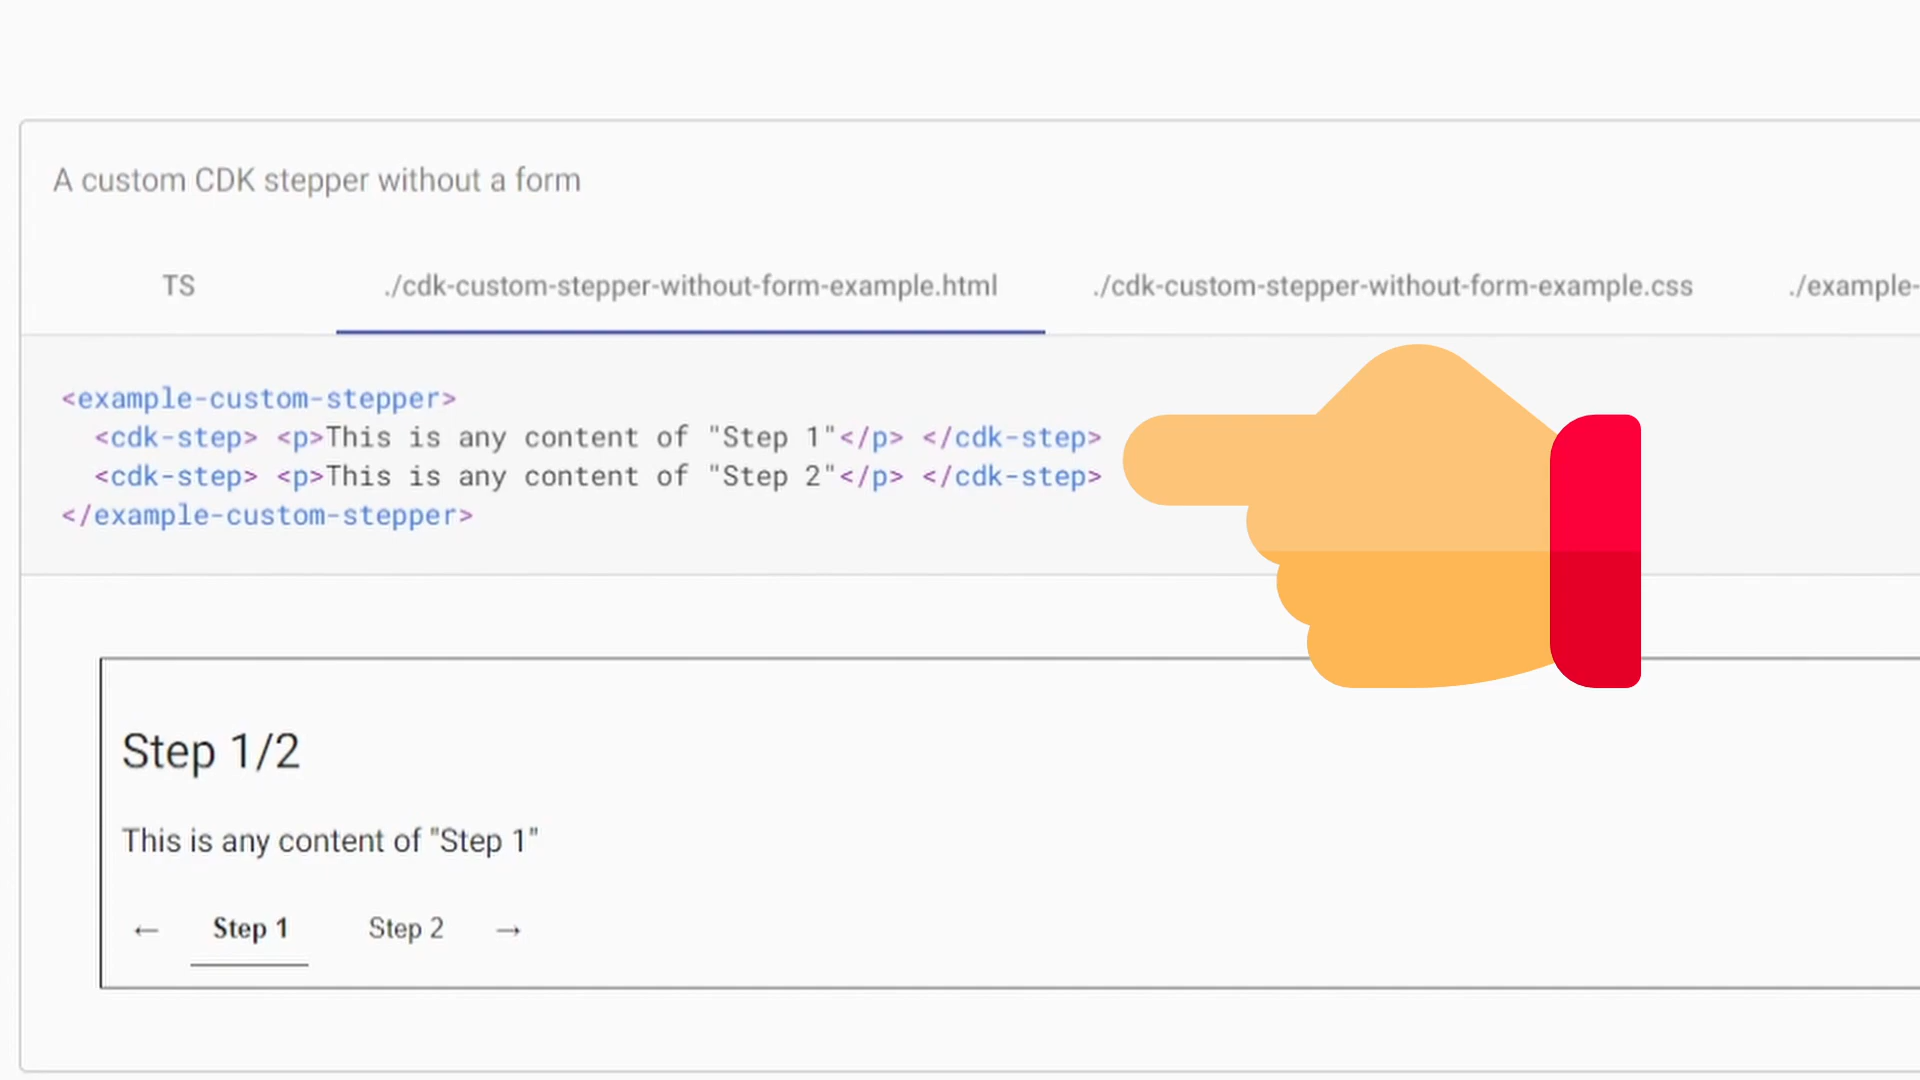 A custom CDK stepper without a form
TS ./cdk-custom-stepper-without-form-example.html ./cdk-custom-stepper-without-form-example.css ./example-
<example-custom-stepper>
  <cdk-step> <p>This is any content of "Step 1"</p> </cdk-step>
  <cdk-step> <p>This is any content of "Step 2"</p> </cdk-step>
</example-custom-stepper>
Step 1/2
This is any content of "Step 1"
← Step 1 Step 2 →